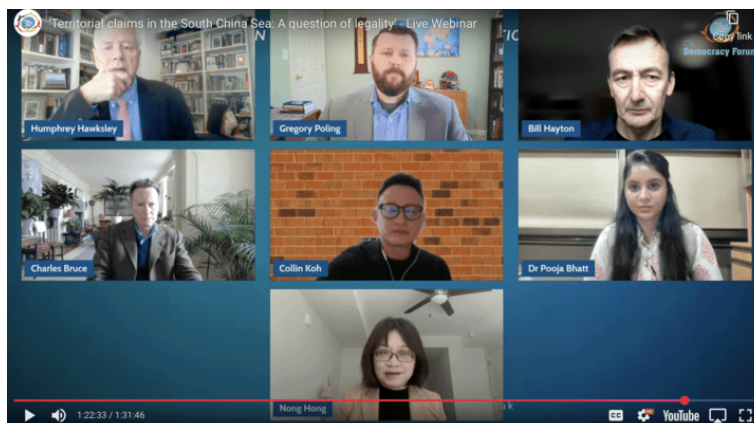 'Territorial claims in the South China Sea: A question of legality' - Live Webinar
Copy link
Democracy Forum
Humphrey Hawksley
Gregory Poling
Bill Hayton
Charles Bruce
Collin Koh
Dr Pooja Bhatt
Nong Hong
1:22:33 / 1:31:46
CC
HD
YouTube